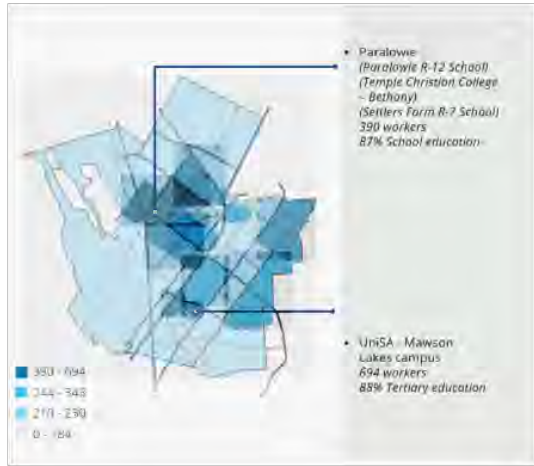 Paralowie
(Paralowie R-12 School)
(Temple Christian College
- Bethany)
(Settlers Farm R-7 School)
390 workers
87% School education
UniSA - Mawson
Lakes campus
694 workers
88% Tertiary education
390 - 694
244 - 343
210 - 230
0 - 184